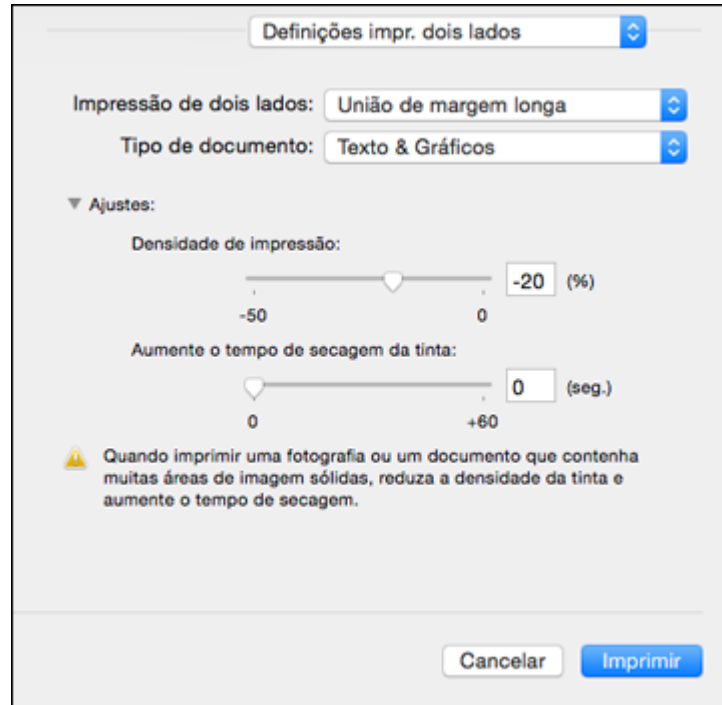 Definições impr. dois lados
Impressão de dois lados: União de margem longa
Tipo de documento: Texto & Gráficos
Ajustes:
Densidade de impressão:
-20 (%)
-50 0
Aumente o tempo de secagem da tinta:
0 (seg.)
0 +60
Quando imprimir uma fotografia ou um documento que contenha
muitas áreas de imagem sólidas, reduza a densidade da tinta e
aumente o tempo de secagem.
Cancelar Imprimir